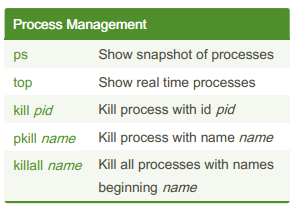 Process Management
ps Show snapshot of processes
top Show real time processes
kill pid Kill process with id pid
pkill name Kill process with name name
killall name Kill all processes with names
beginning name